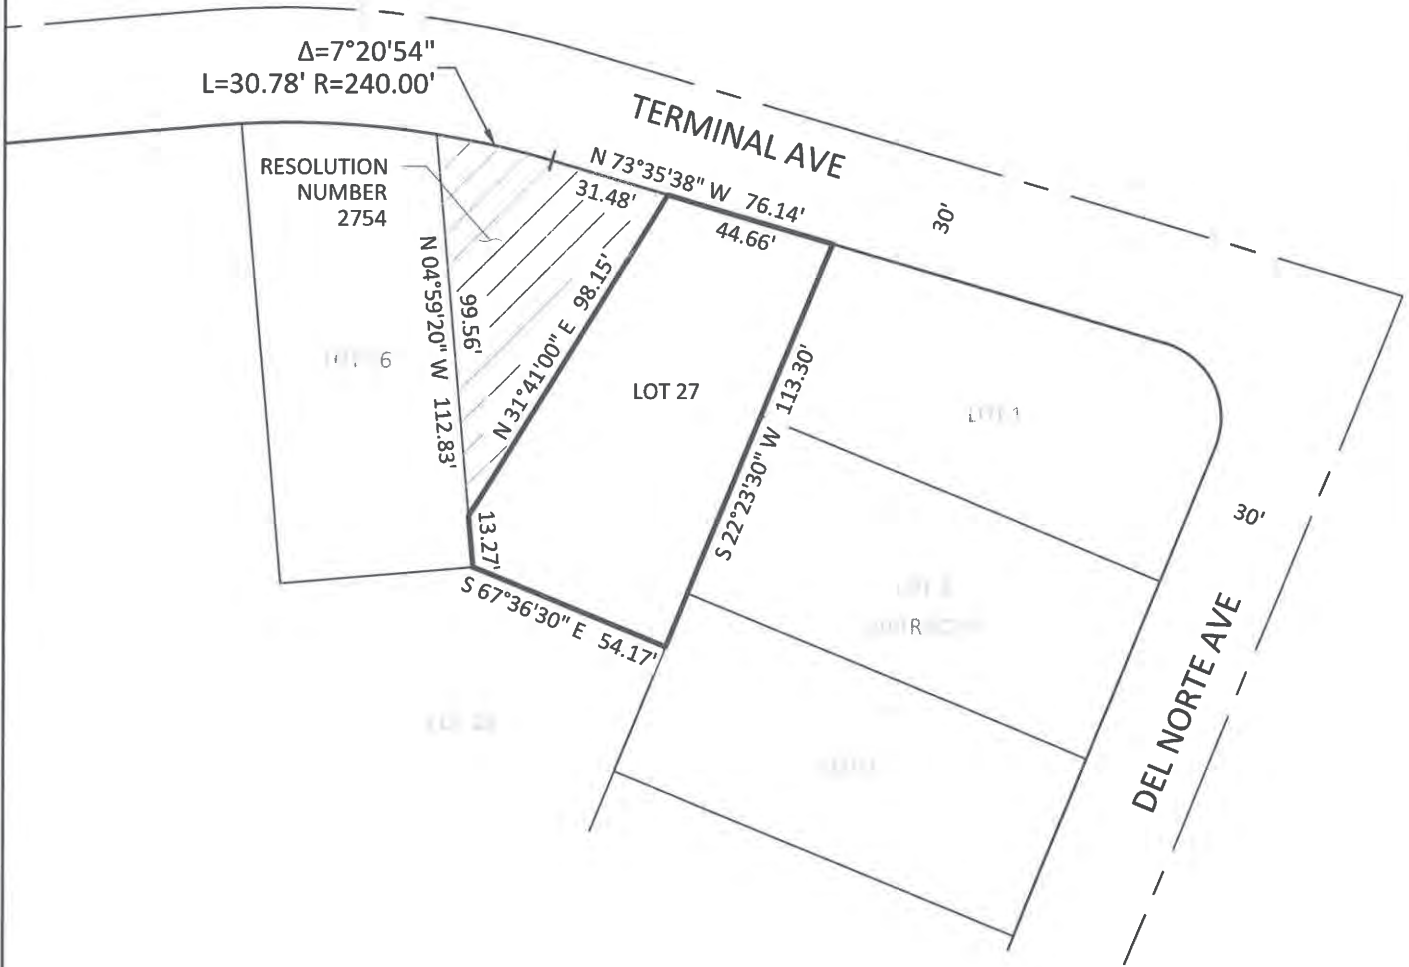 Δ=7°20'54"
L=30.78' R=240.00'
TERMINAL AVE
RESOLUTION
NUMBER
2754
N 73°35'38" W 76.14'
31.48'
44.66'
30'
N 04°59'20" W 112.83'
99.56'
N 31°41'00" E 98.15'
6
LOT 27
S 22°23'30" W 113.30'
13.27'
S 67°36'30" E 54.17'
30'
R
DEL NORTE AVE